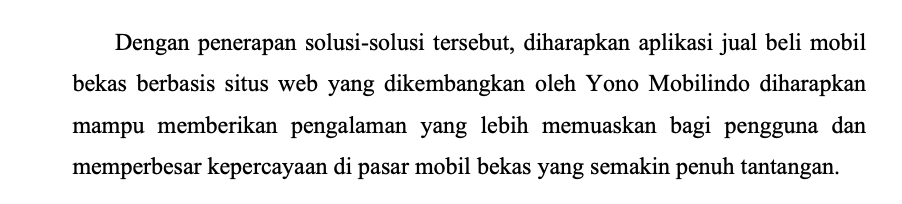 Dengan penerapan solusi-solusi tersebut, diharapkan aplikasi jual beli mobil
bekas berbasis situs web yang dikembangkan oleh Yono Mobilindo diharapkan
mampu memberikan pengalaman yang lebih memuaskan bagi pengguna dan
memperbesar kepercayaan di pasar mobil bekas yang semakin penuh tantangan.